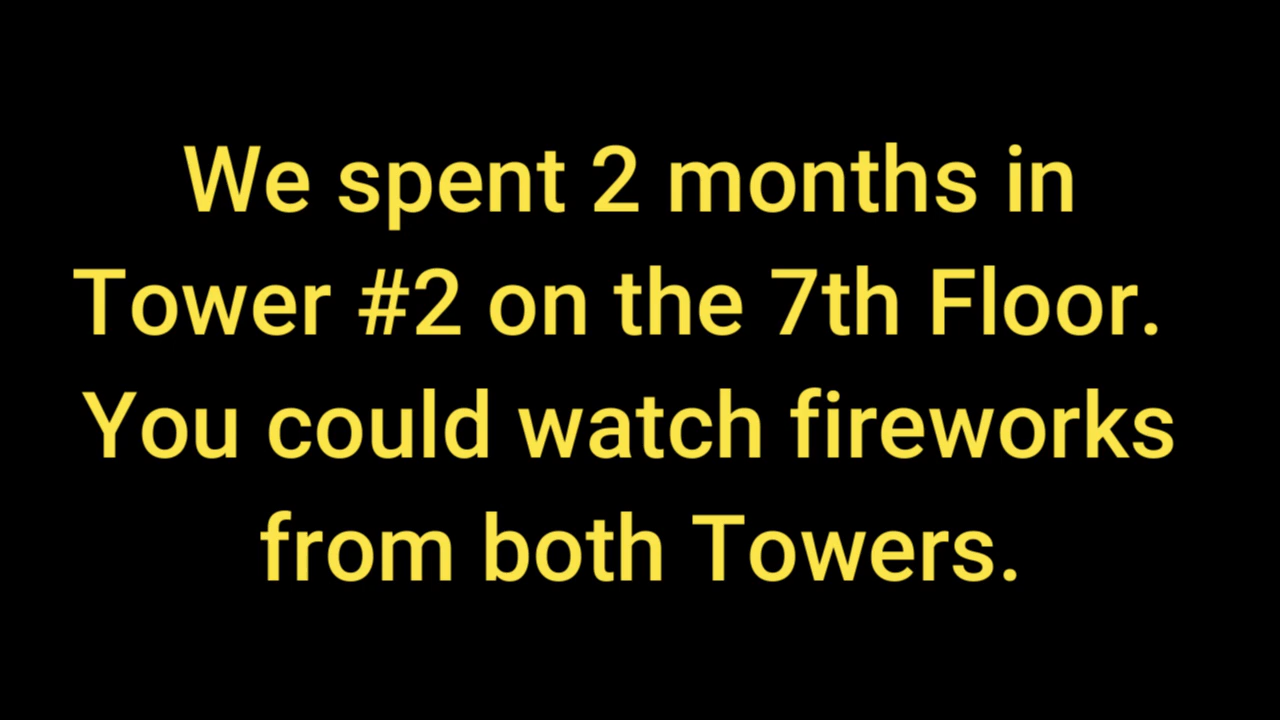 We spent 2 months in
Tower #2 on the 7th Floor.
You could watch fireworks
from both Towers.